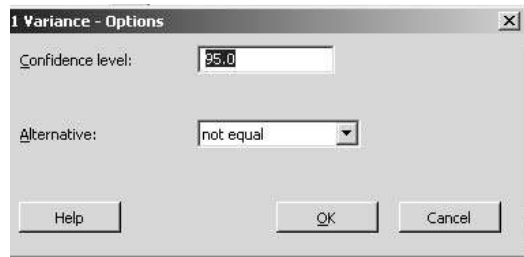 1 Variance - Options
Confidence level: 95.0
Alternative: not equal
Help OK Cancel